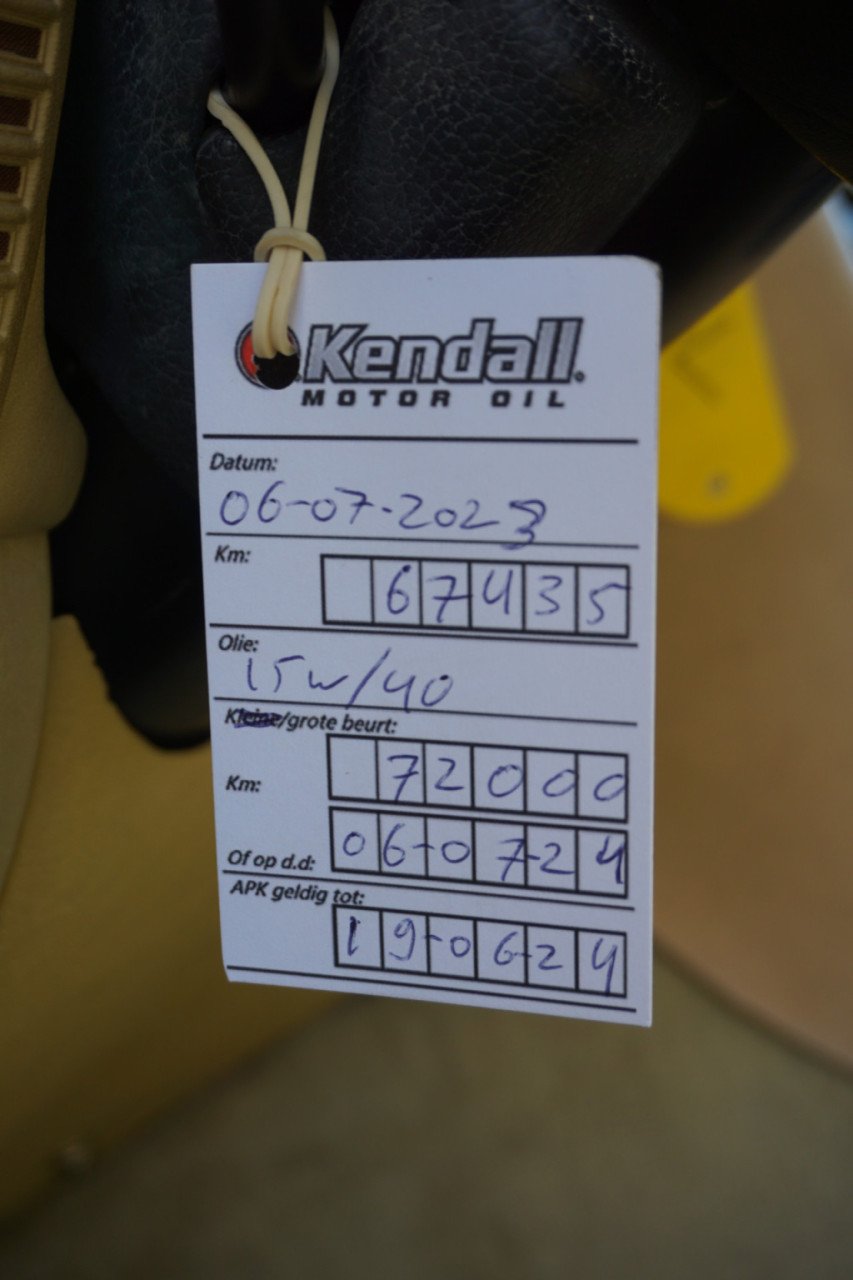 Kendall
MOTOR OIL
Datum:
06-07-2023
Km:
67435
Olie:
15w/40
Kleine/grote beurt:
Km:
72000
Of op d.d:
06-07-24
APK geldig tot:
19-06-24